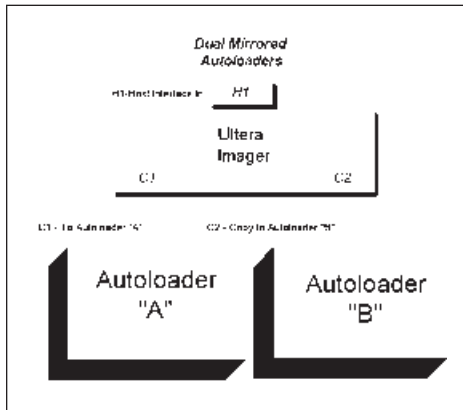 Dual Mirrored
Autoloaders
H1-Host Interface in
H1
Ultera
Imager
C1
C2
C1 - To Autoloader "A"
C2 - Copy to Autoloader "B"
Autoloader
"A"
Autoloader
"B"